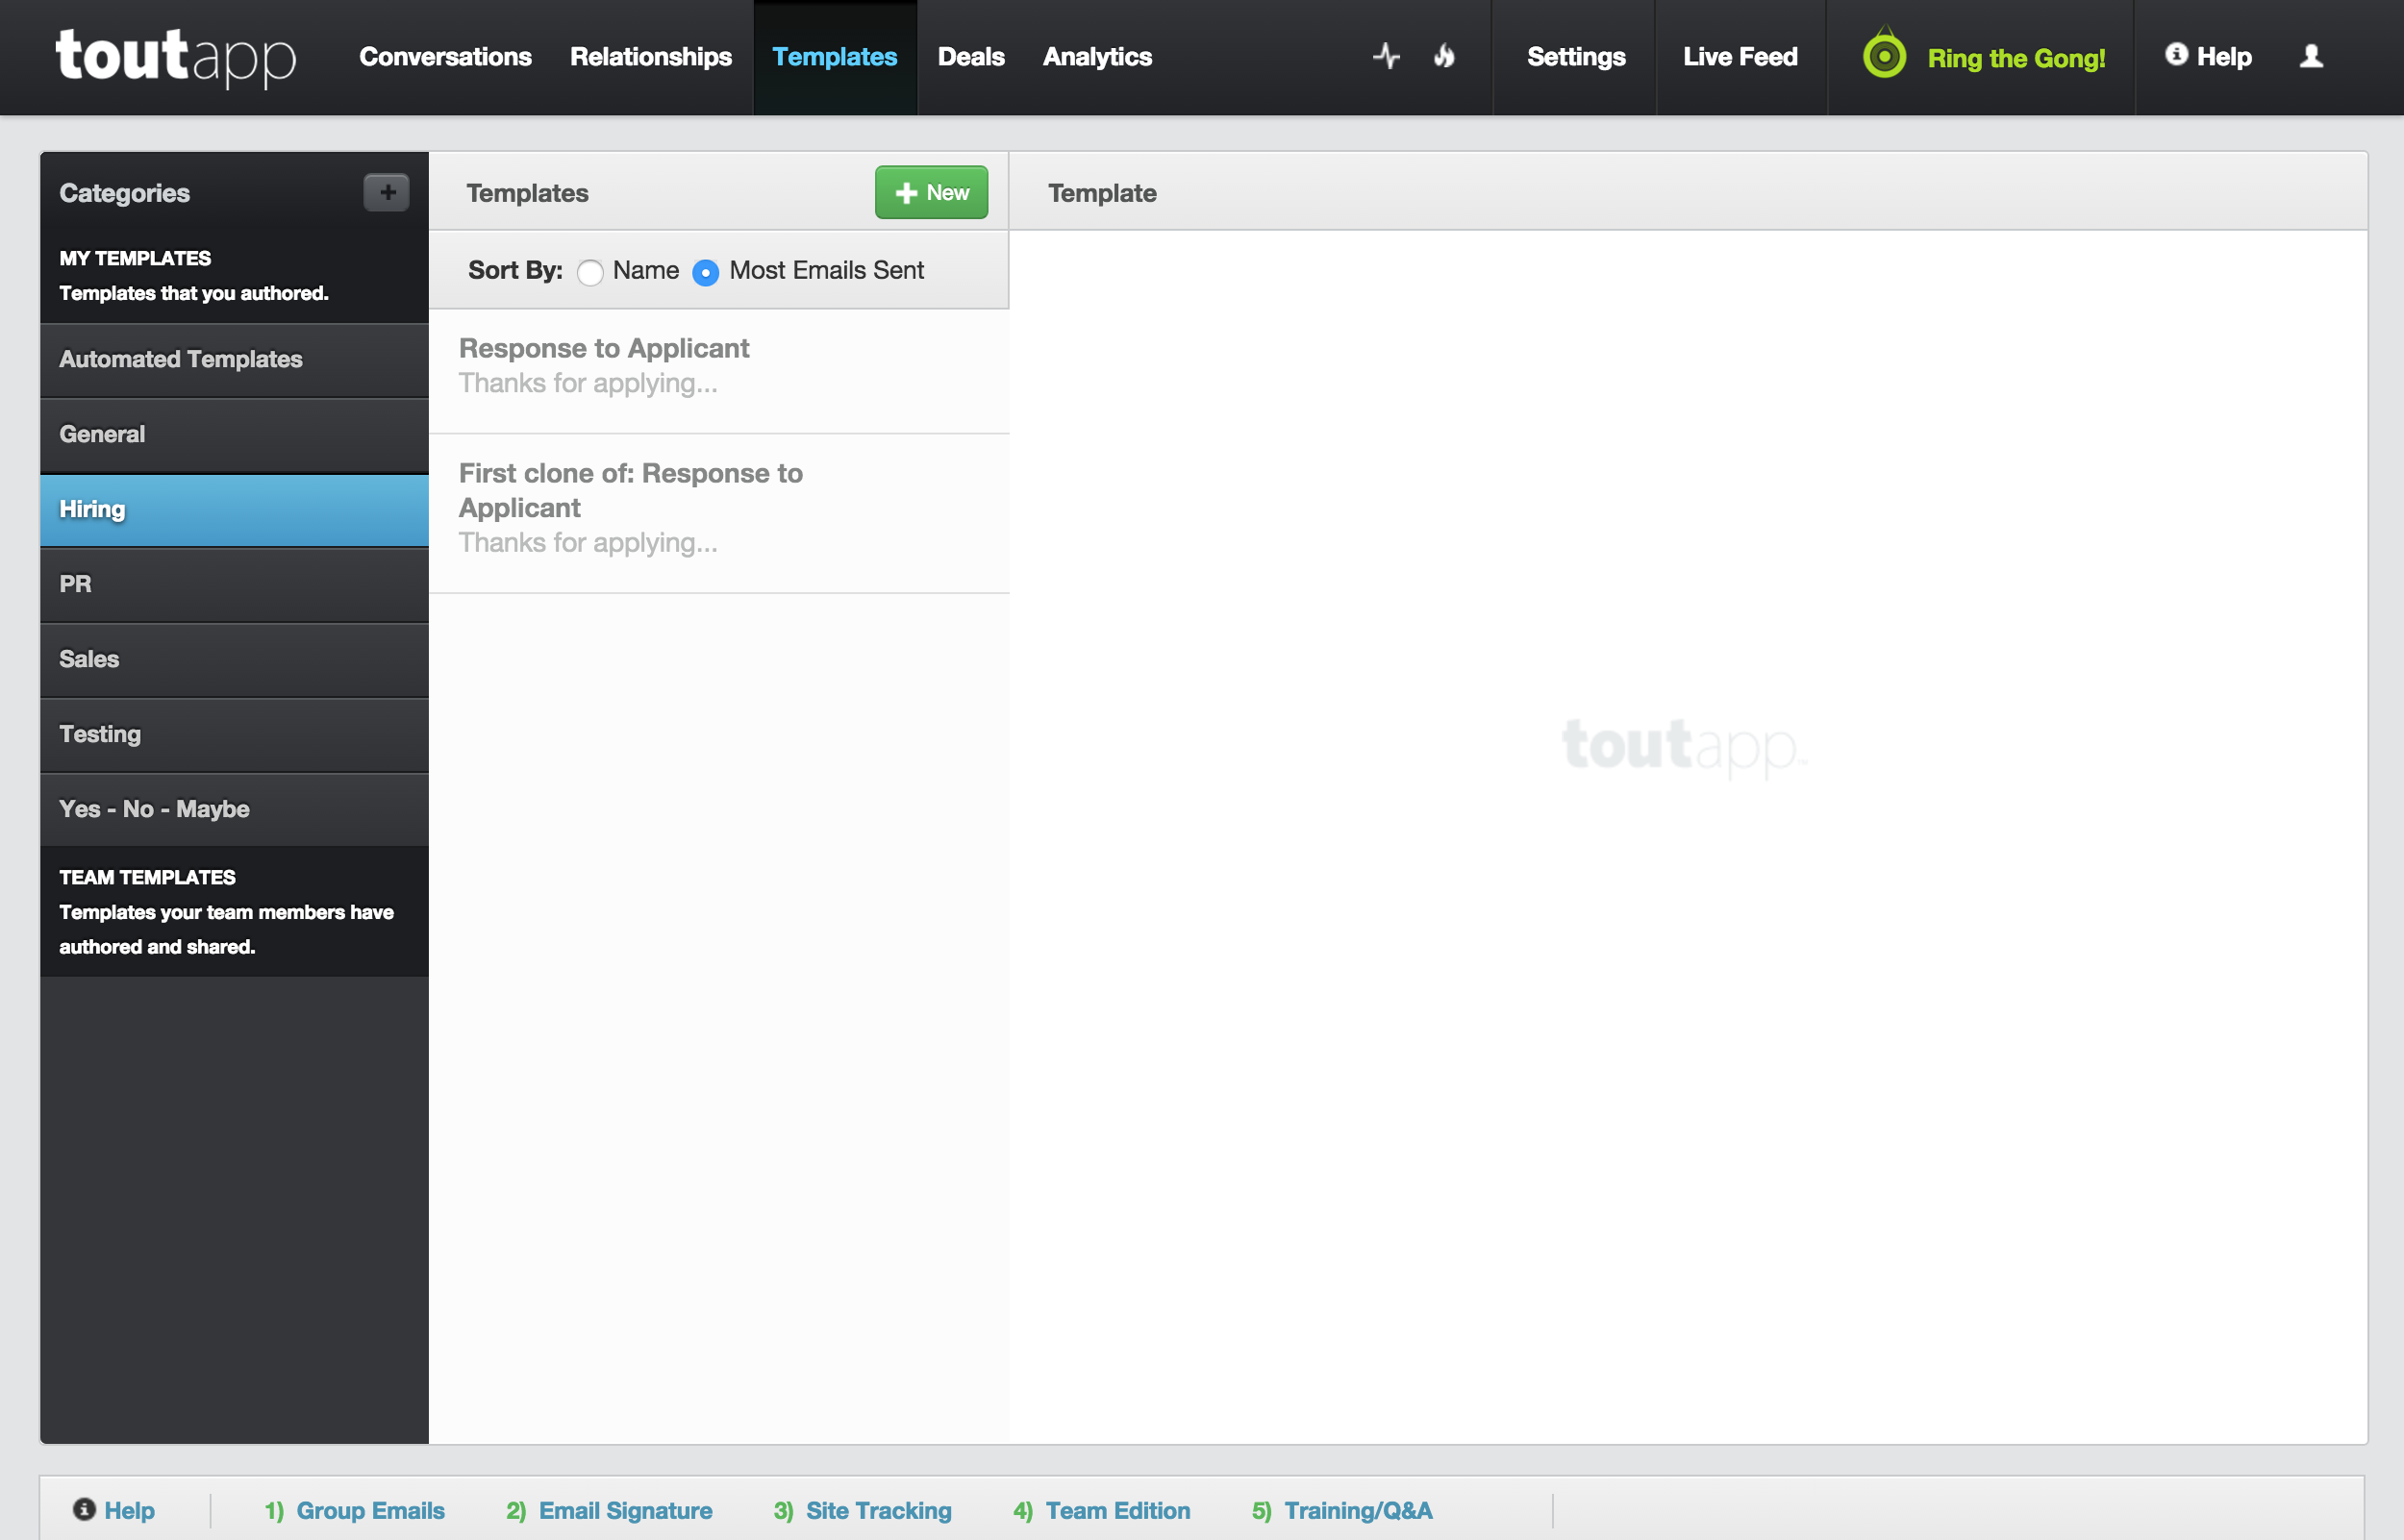 toutapp Conversations Relationships Templates Deals Analytics Settings Live Feed Ring the Gong! Help
Categories
MY TEMPLATES
Templates that you authored.
Automated Templates
General
Hiring
PR
Sales
Testing
Yes - No - Maybe
TEAM TEMPLATES
Templates your team members have
authored and shared.
Templates
New
Sort By: Name Most Emails Sent
Response to Applicant
Thanks for applying...
First clone of: Response to
Applicant
Thanks for applying...
Template
toutapp
Help 1) Group Emails 2) Email Signature 3) Site Tracking 4) Team Edition 5) Training/Q&A